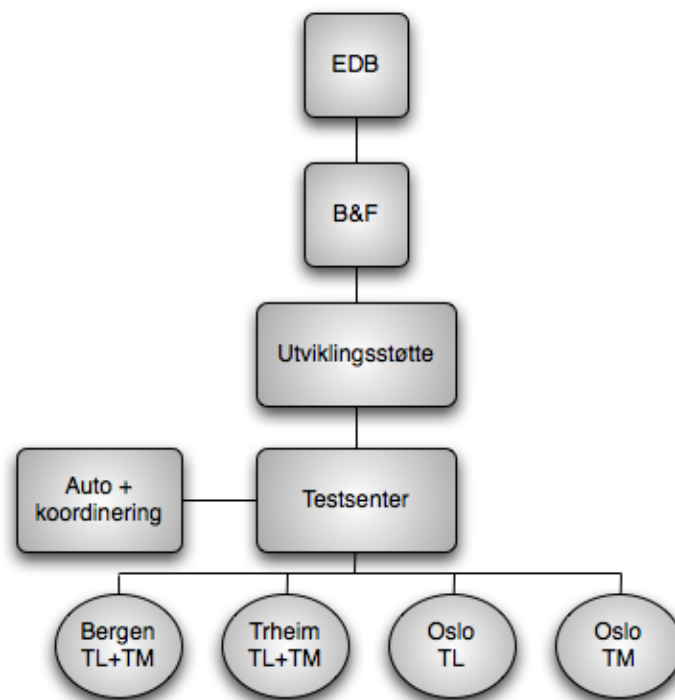 EDB
B&F
Utviklingsstøtte
Auto +
koordinering
Testsenter
Bergen
TL+TM
Trheim
TL+TM
Oslo
TL
Oslo
TM